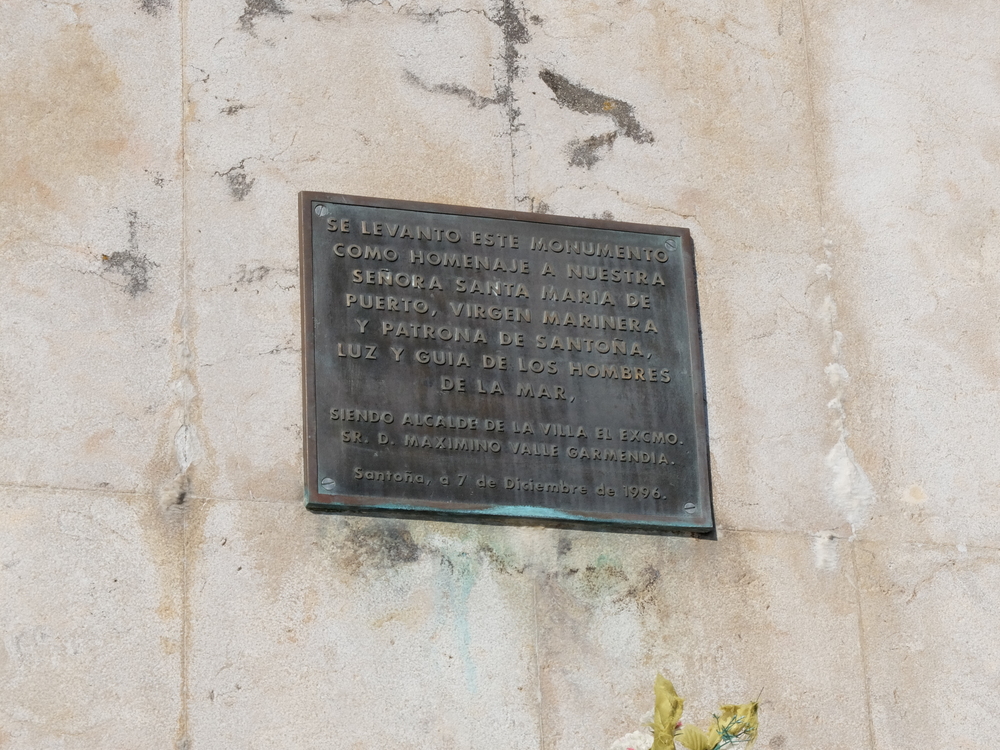 SE LEVANTO ESTE MONUMENTO
COMO HOMENAJE A NUESTRA
SEÑORA SANTA MARIA DE
PUERTO, VIRGEN MARINERA
Y PATRONA DE SANTOÑA,
LUZ Y GUIA DE LOS HOMBRES
DE LA MAR,
SIENDO ALCALDE DE LA VILLA EL EXCMO.
SR. D. MAXIMINO VALLE GARMENDIA.
Santoña, a 7 de Diciembre de 1996.